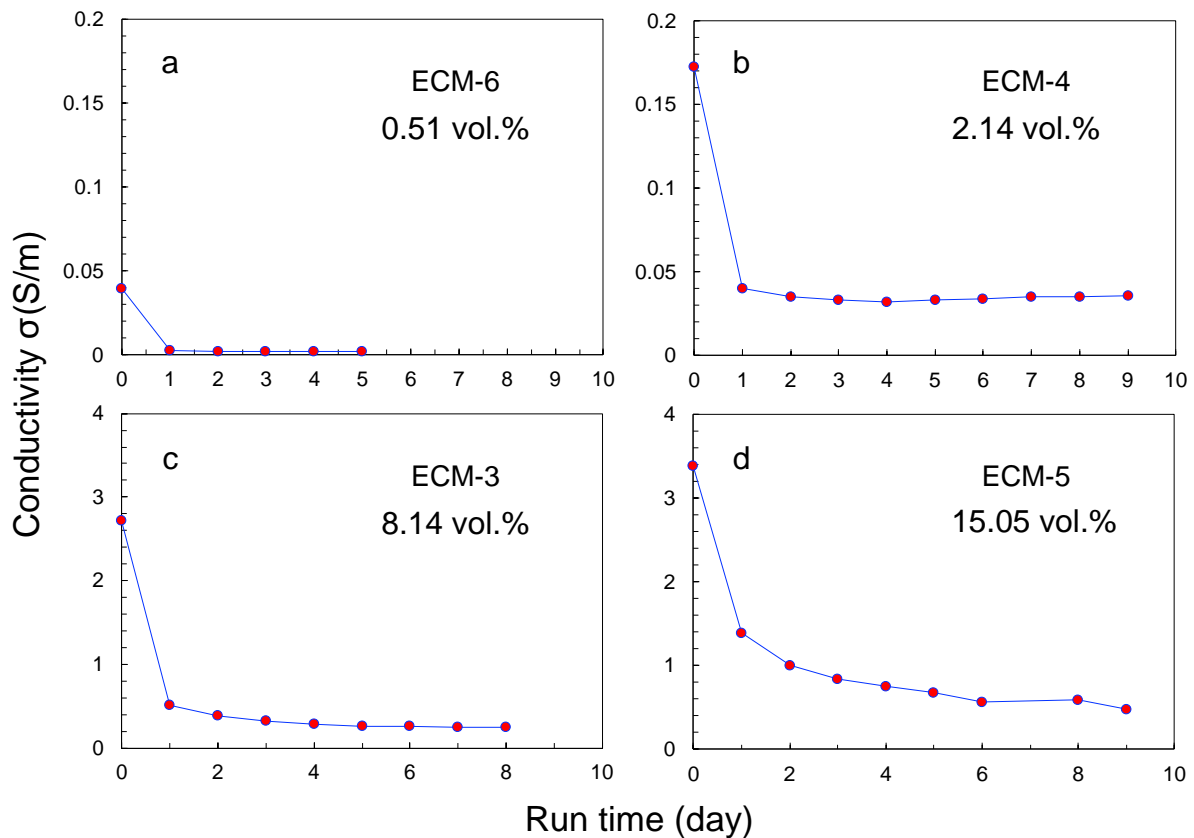 a
ECM-6
0.51 vol.%
0.2
0.15
0.1
0.05
0
0 1 2 3 4 5 6 7 8 9 10
b
ECM-4
2.14 vol.%
0.2
0.15
0.1
0.05
0
0 1 2 3 4 5 6 7 8 9 10
c
ECM-3
8.14 vol.%
4
3
2
1
0
0 2 4 6 8 10
d
ECM-5
15.05 vol.%
4
3
2
1
0
0 2 4 6 8 10
Conductivity σ(S/m)
Run time (day)